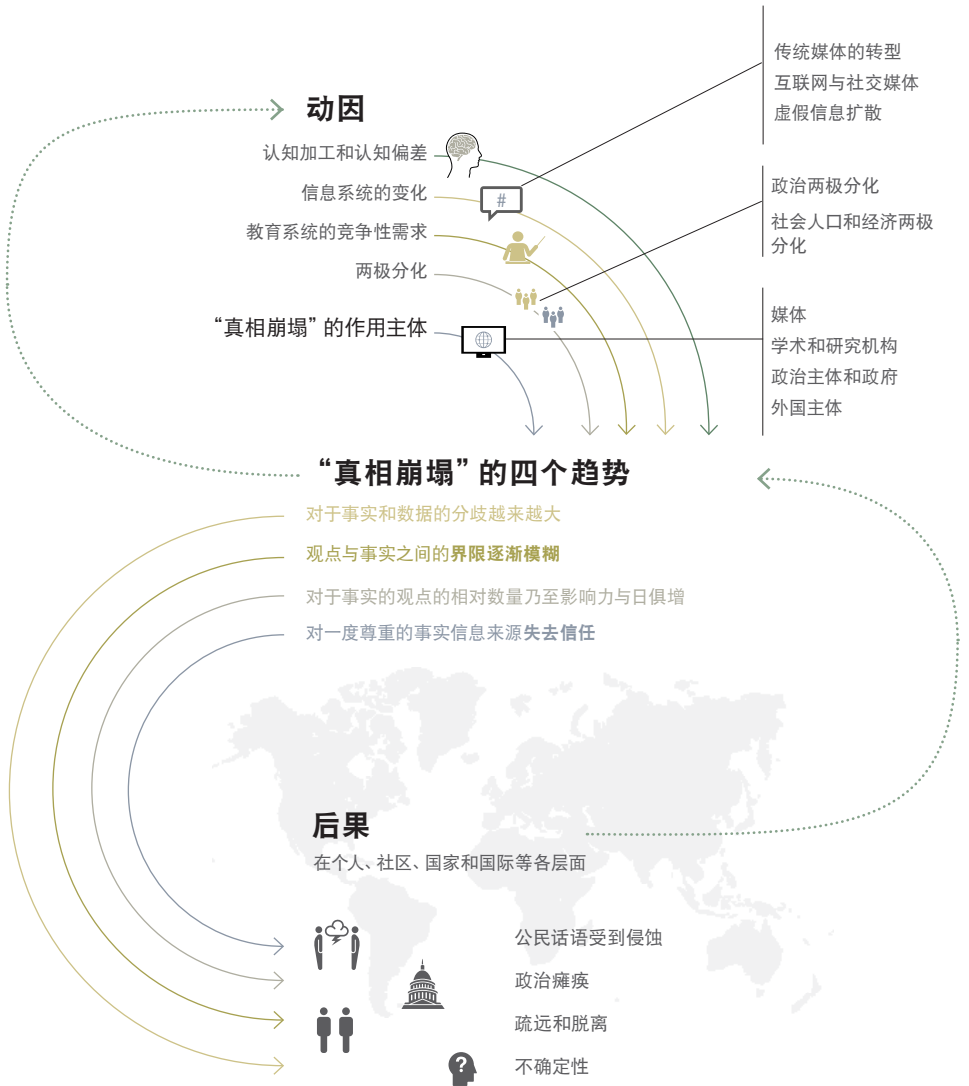 动因
认知加工和认知偏差
信息系统的变化
#
教育系统的竞争性需求
两极分化
“真相崩塌”的作用主体
传统媒体的转型
互联网与社交媒体
虚假信息扩散
政治两极分化
社会人口和经济两极
分化
媒体
学术和研究机构
政治主体和政府
外国主体
“真相崩塌”的四个趋势
对于事实和数据的分歧越来越大
观点与事实之间的界限逐渐模糊
对于事实的观点的相对数量乃至影响力与日俱增
对一度尊重的事实信息来源失去信任
后果
在个人、社区、国家和国际等各层面
公民话语受到侵蚀
政治瘫痪
疏远和脱离
?
不确定性